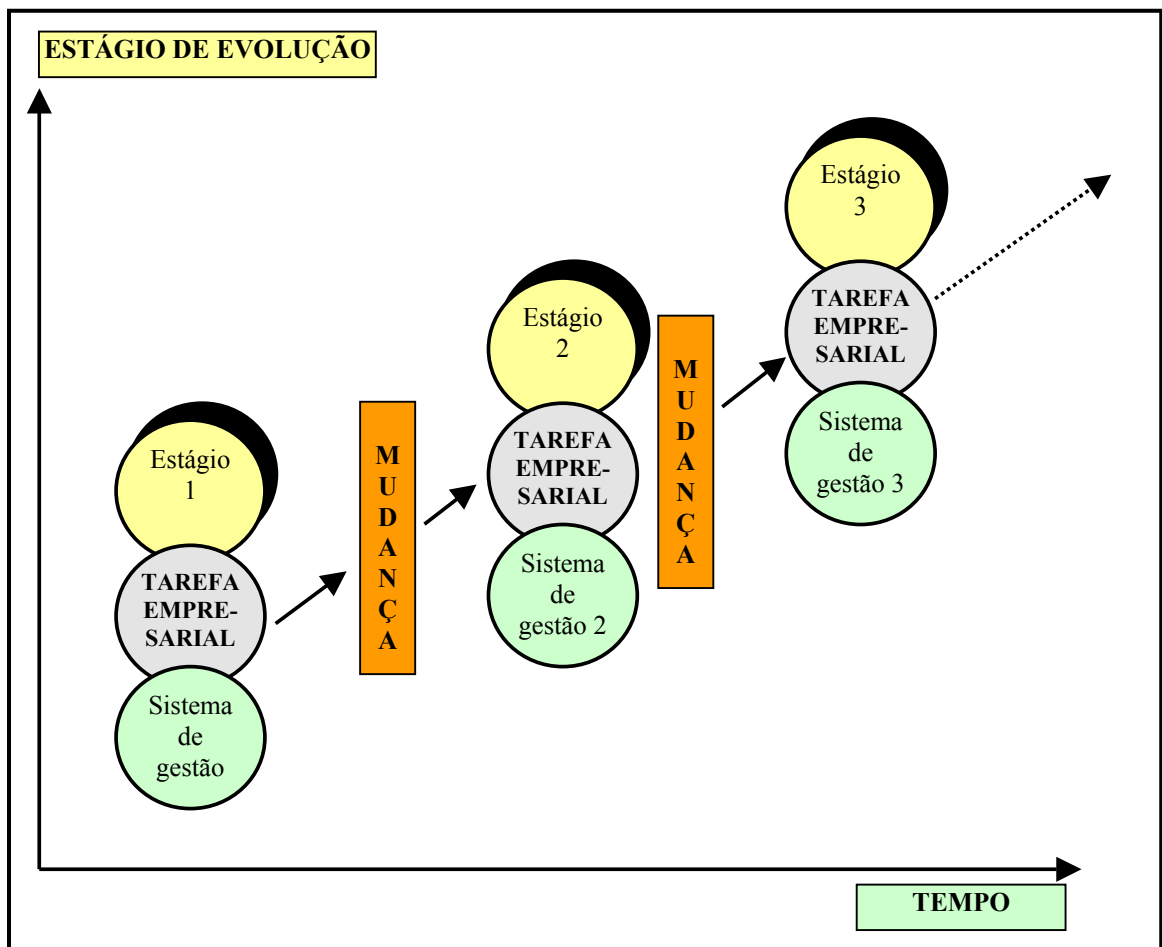 ESTÁGIO DE EVOLUÇÃO
Estágio
1
TAREFA
EMPRE-
SARIAL
Sistema
de
gestão
M
U
D
A
N
Ç
A
Estágio
2
TAREFA
EMPRE-
SARIAL
Sistema
de
gestão 2
M
U
D
A
N
Ç
A
Estágio
3
TAREFA
EMPRE-
SARIAL
Sistema
de
gestão 3
TEMPO